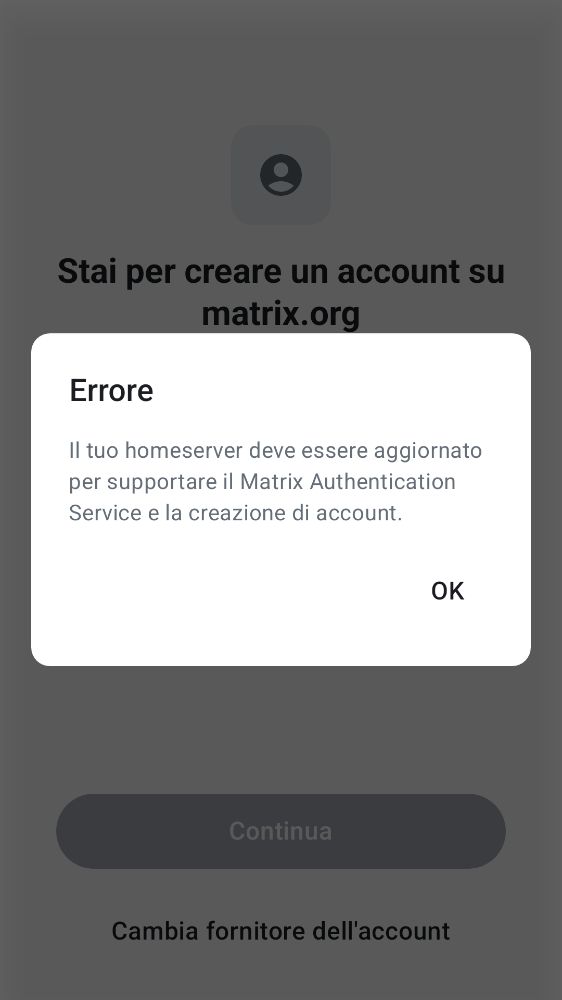 Stai per creare un account su
matrix.org
Errore
Il tuo homeserver deve essere aggiornato
per supportare il Matrix Authentication
Service e la creazione di account.
OK
Continua
Cambia fornitore dell'account